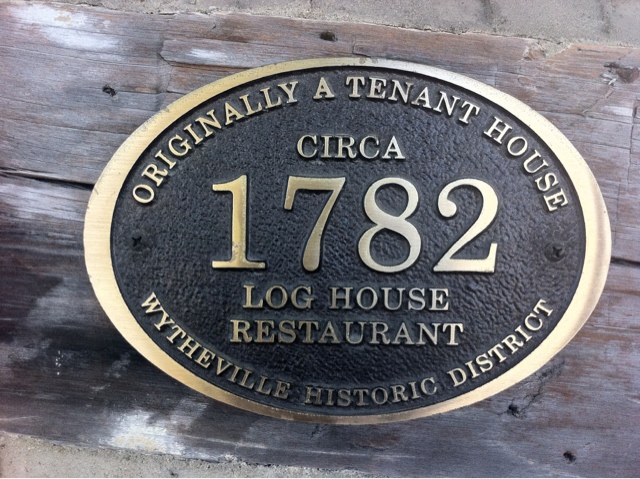 ORIGINALLY A TENANT HOUSE
CIRCA
1782
LOG HOUSE
RESTAURANT
WYTHEVILLE HISTORIC DISTRICT